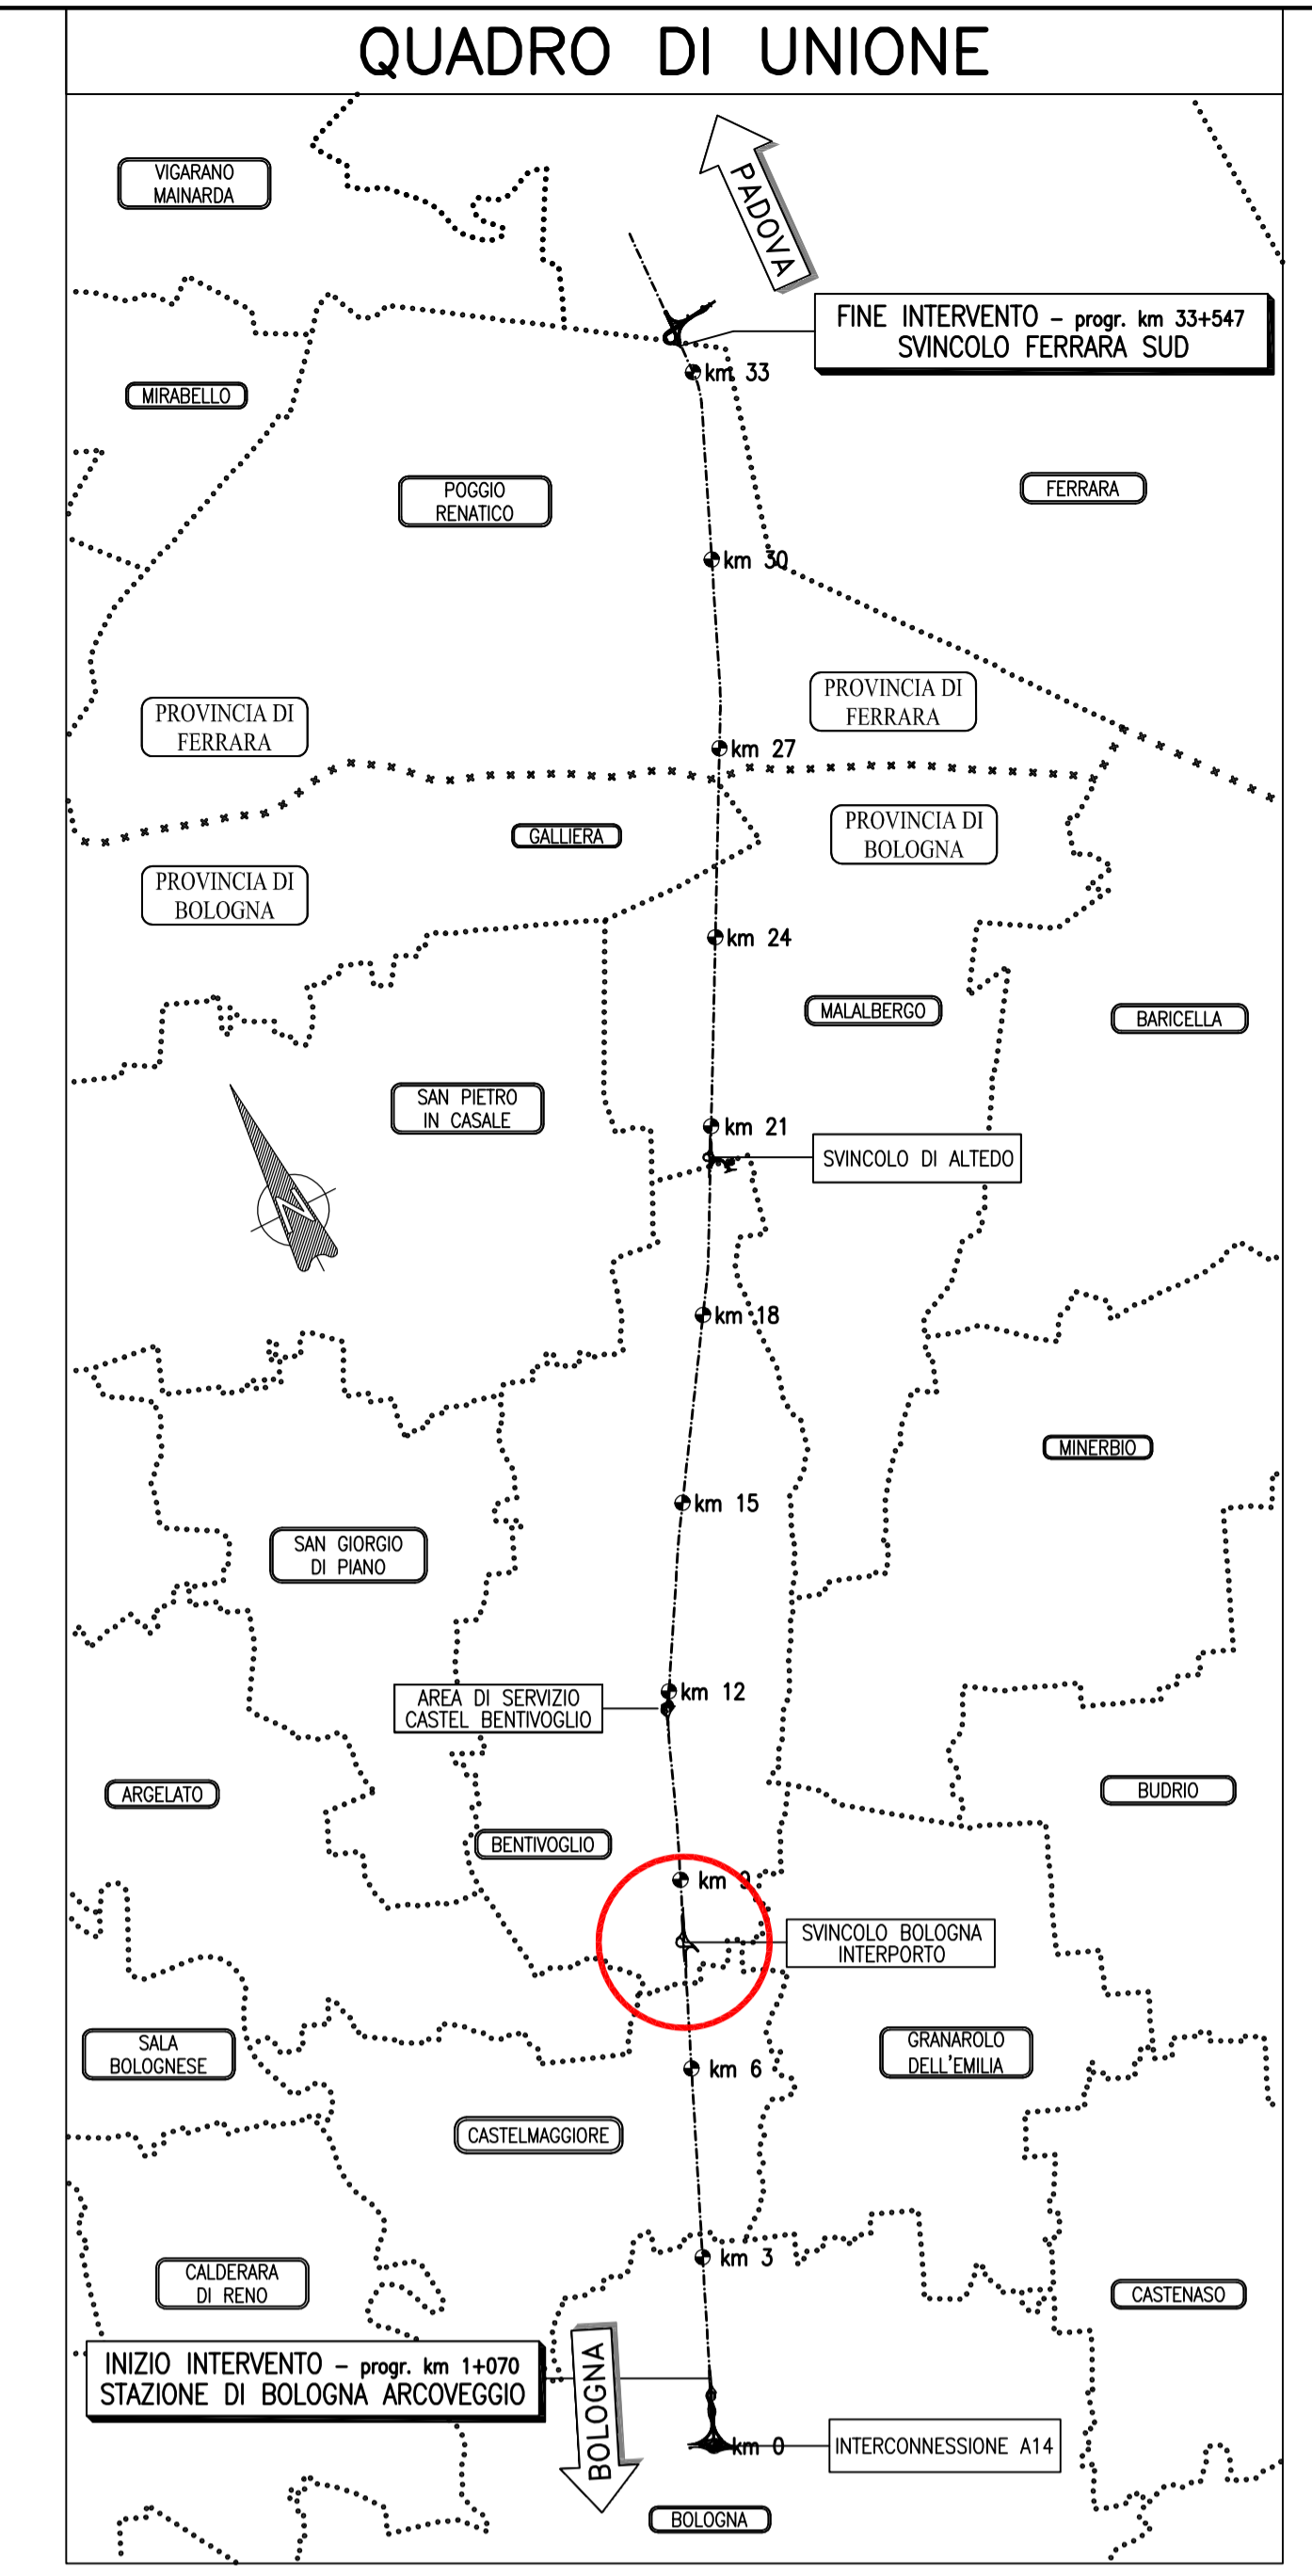 QUADRO DI UNIONE
VIGARANO
MAINARDA
PADOVA
FINE INTERVENTO - progr. km 33+547
SVINCOLO FERRARA SUD
km 33
MIRABELLO
POGGIO
RENATICO
FERRARA
km 30
PROVINCIA DI
FERRARA
PROVINCIA DI
FERRARA
km 27
GALLIERA
PROVINCIA DI
BOLOGNA
PROVINCIA DI
BOLOGNA
km 24
MALALBERGO
BARICELLA
SAN PIETRO
IN CASALE
km 21
SVINCOLO DI ALTEDO
N
km 18
MINERBIO
km 15
SAN GIORGIO
DI PIANO
km 12
AREA DI SERVIZIO
CASTEL BENTIVOGLIO
ARGELATO
BUDRIO
BENTIVOGLIO
km 9
SVINCOLO BOLOGNA
INTERPORTO
SALA
BOLOGNESE
GRANAROLO
DELL'EMILIA
km 6
CASTELMAGGIORE
km 3
CALDERARA
DI RENO
CASTENASO
INIZIO INTERVENTO - progr. km 1+070
STAZIONE DI BOLOGNA ARCOVEGGIO
BOLOGNA
km 0
INTERCONNESSIONE A14
BOLOGNA